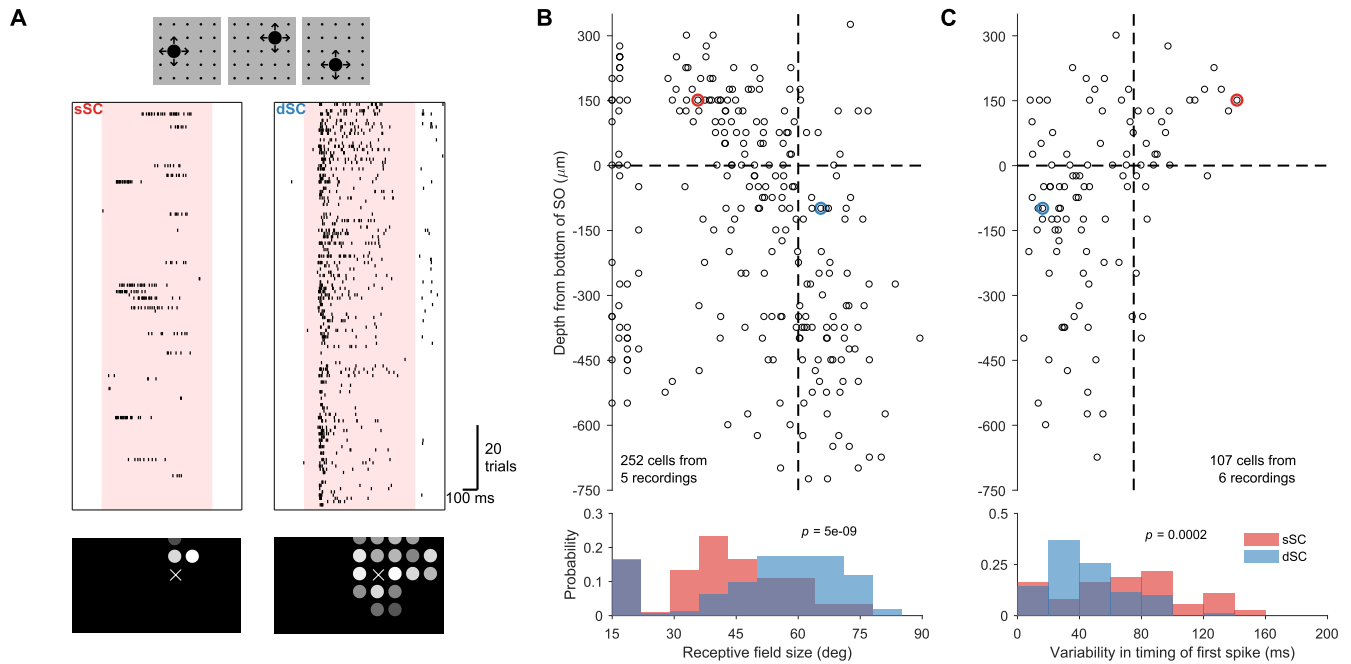 A
sSC
dSC
20
trials
100 ms
B
Depth from bottom of SO (μm)
300
150
0
-150
-300
-450
-600
-750
252 cells from
5 recordings
0.3
0.2
0.1
0
Probability
p = 5e-09
15
30
45
60
75
90
Receptive field size (deg)
C
300
150
0
-150
-300
-450
-600
-750
107 cells from
6 recordings
0.5
0.25
0
p = 0.0002
sSC
dSC
0
40
80
120
160
200
Variability in timing of first spike (ms)